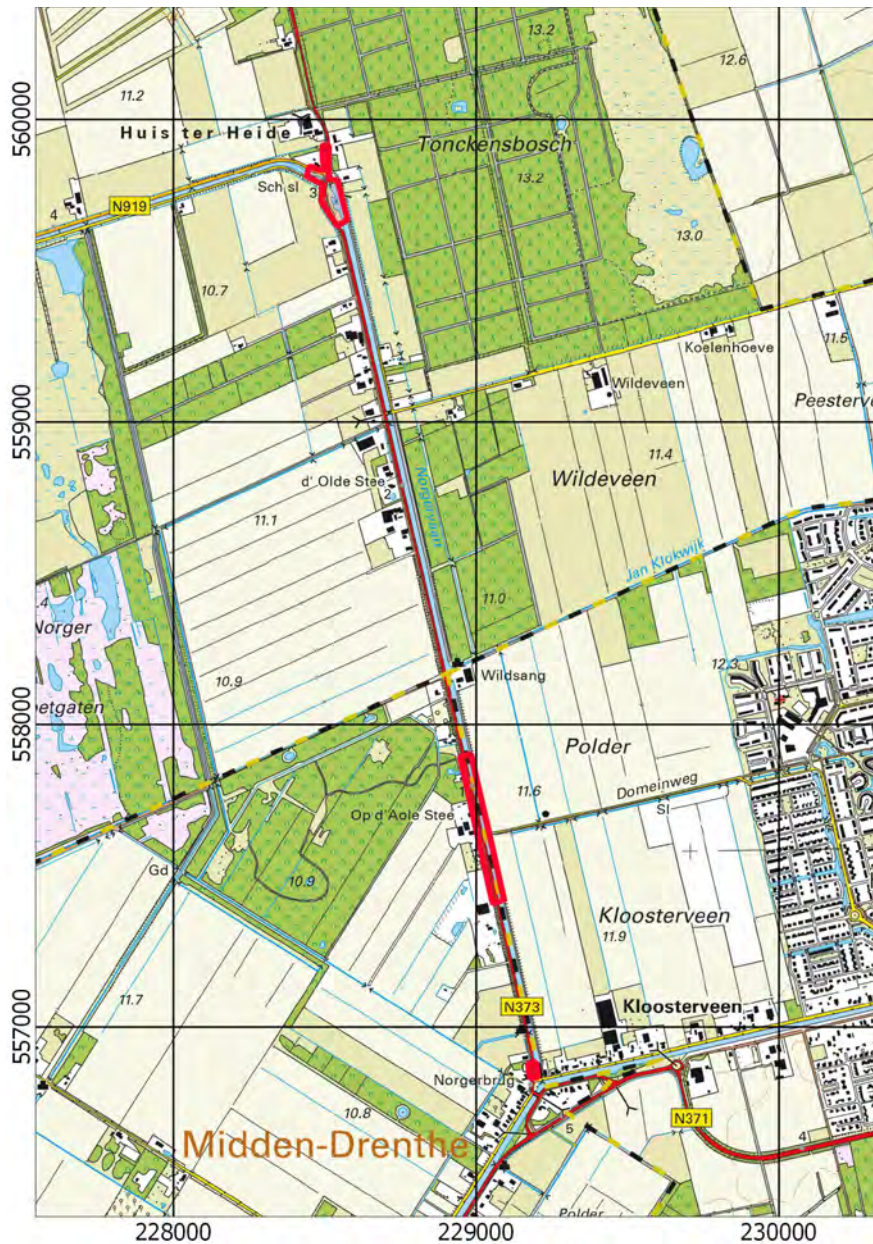 13.2
12.6
11.2
560000
Huis ter Heide
Tonckensbosch
13.2
Sch sl
3
N919
4
13.0
10.7
11.5
Koelenhoeve
Wildeveen
559000
Peesterve
11.4
Wildeveen
d' Olde Stee
2
Norgervaart
11.1
Jan Klokwijk
11.0
4
Norger
12.3
10.9
Wildsang
etgaten
558000
Polder
11.6
Domeinweg
Sl
Op d'Aole Stee
Gd
10.9
Kloosterveen
11.9
11.7
557000
N373
Kloosterveen
Norgerbrug
10.8
N371
5
4
Midden-Drenthe
Polder
228000
229000
230000